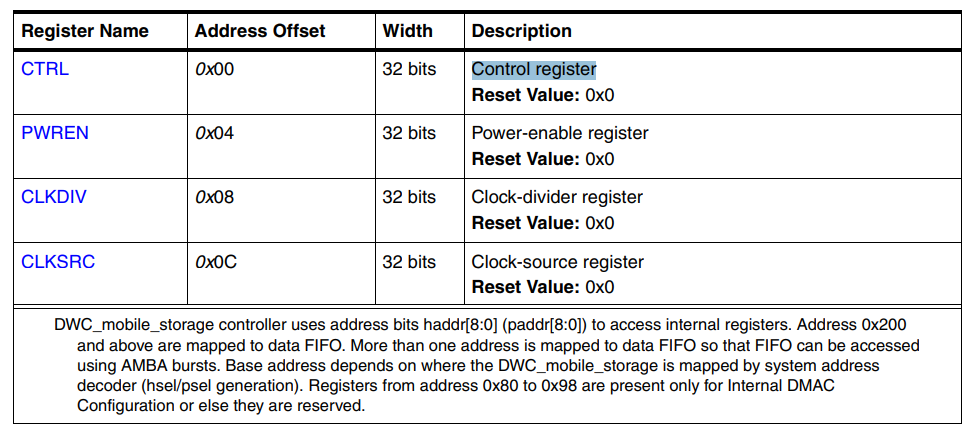 Register Name Address Offset Width Description
CTRL 0x00 32 bits Control register
Reset Value: 0x0
PWREN 0x04 32 bits Power-enable register
Reset Value: 0x0
CLKDIV 0x08 32 bits Clock-divider register
Reset Value: 0x0
CLKSRC 0x0C 32 bits Clock-source register
Reset Value: 0x0
DWC_mobile_storage controller uses address bits haddr[8:0] (paddr[8:0]) to access internal registers. Address 0x200
and above are mapped to data FIFO. More than one address is mapped to data FIFO so that FIFO can be accessed
using AMBA bursts. Base address depends on where the DWC_mobile_storage is mapped by system address
decoder (hsel/psel generation). Registers from address 0x80 to 0x98 are present only for Internal DMAC
Configuration or else they are reserved.